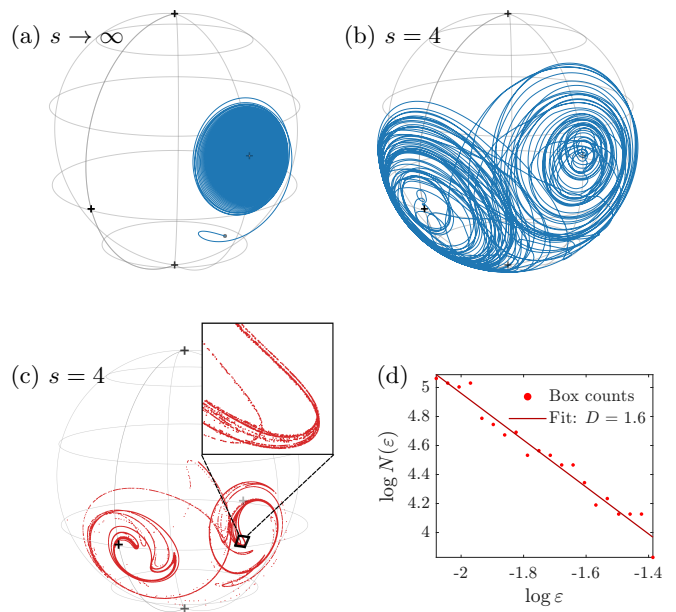 (a) s → ∞
(b) s = 4
(c) s = 4
(d)
5
4.8
4.6
4.4
4.2
4
log N(ε)
Box counts
Fit: D = 1.6
-2
-1.8
-1.6
-1.4
log ε